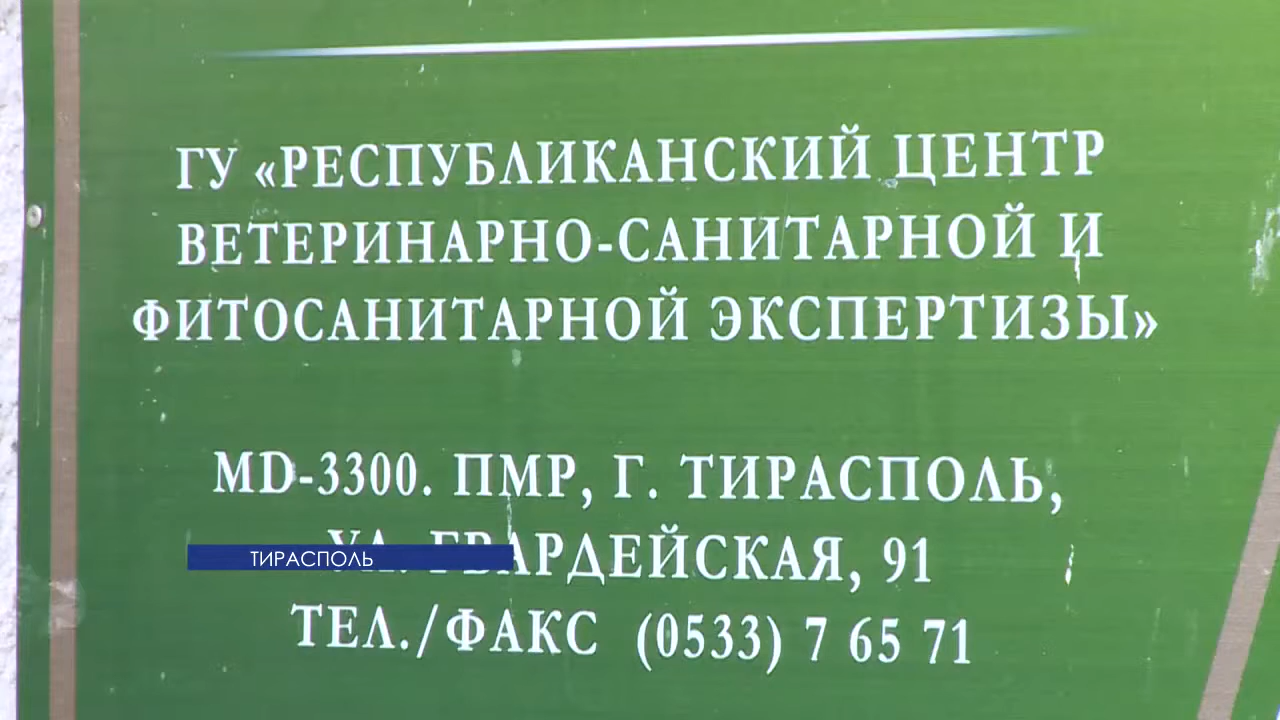 ГУ «РЕСПУБЛИКАНСКИЙ ЦЕНТР
ВЕТЕРИНАРНО-САНИТАРНОЙ И
ФИТОСАНИТАРНОЙ ЭКСПЕРТИЗЫ»
MD-3300. ПМР, Г. ТИРАСПОЛЬ,
УЛ. ГВАРДЕЙСКАЯ, 91
ТИРАСПОЛЬ
ТЕЛ./ФАКС (0533) 7 65 71